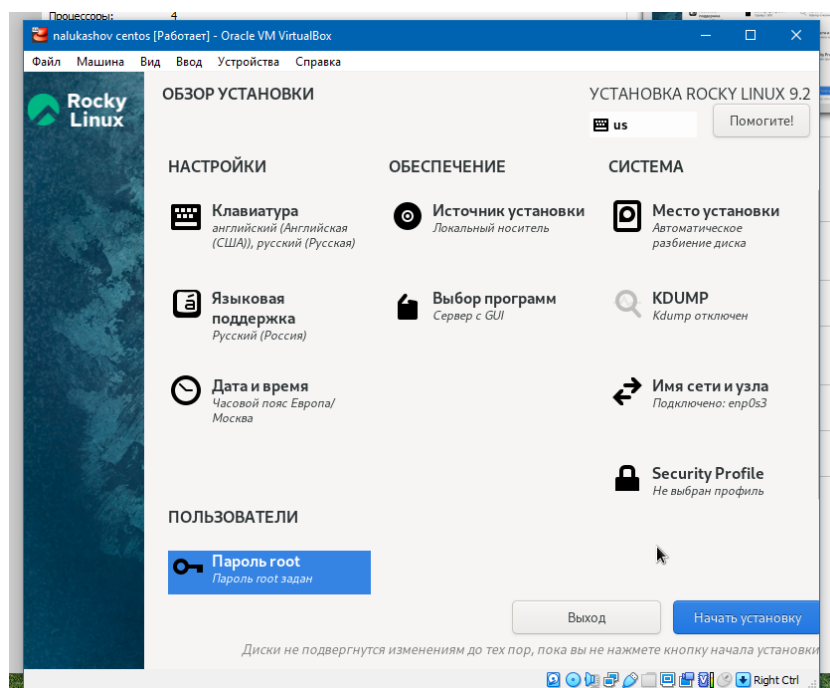 Процессоры: 4
nalukashov centos [Работает] - Oracle VM VirtualBox
Файл Машина Вид Ввод Устройства Справка
Rocky
Linux
ОБЗОР УСТАНОВКИ
УСТАНОВКА ROCKY LINUX 9.2
us
Помогите!
НАСТРОЙКИ
Клавиатура
английский (Английская
(США)), русский (Русская)
Языковая
поддержка
Русский (Россия)
Дата и время
Часовой пояс Европа/
Москва
ОБЕСПЕЧЕНИЕ
Источник установки
Локальный носитель
Выбор программ
Сервер с GUI
СИСТЕМА
Место установки
Автоматическое
разбиение диска
KDUMP
Kdump отключен
Имя сети и узла
Подключено: enp0s3
Security Profile
Не выбран профиль
ПОЛЬЗОВАТЕЛИ
Пароль root
Пароль root задан
Выход
Начать установку
Диски не подвергнутся изменениям до тех пор, пока вы не нажмете кнопку начала установки
Right Ctrl